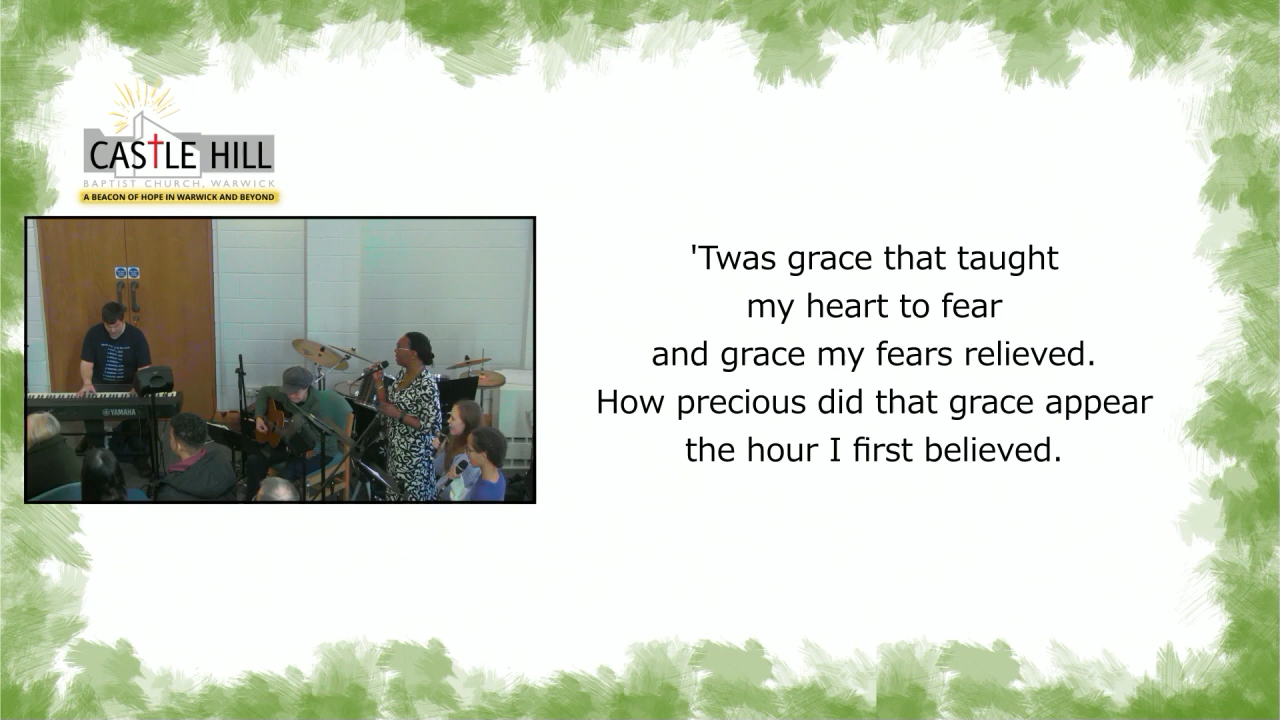 CASTLE HILL
BAPTIST CHURCH, WARWICK
A BEACON OF HOPE IN WARWICK AND BEYOND
YAMAHA
'Twas grace that taught
my heart to fear
and grace my fears relieved.
How precious did that grace appear
the hour I first believed.